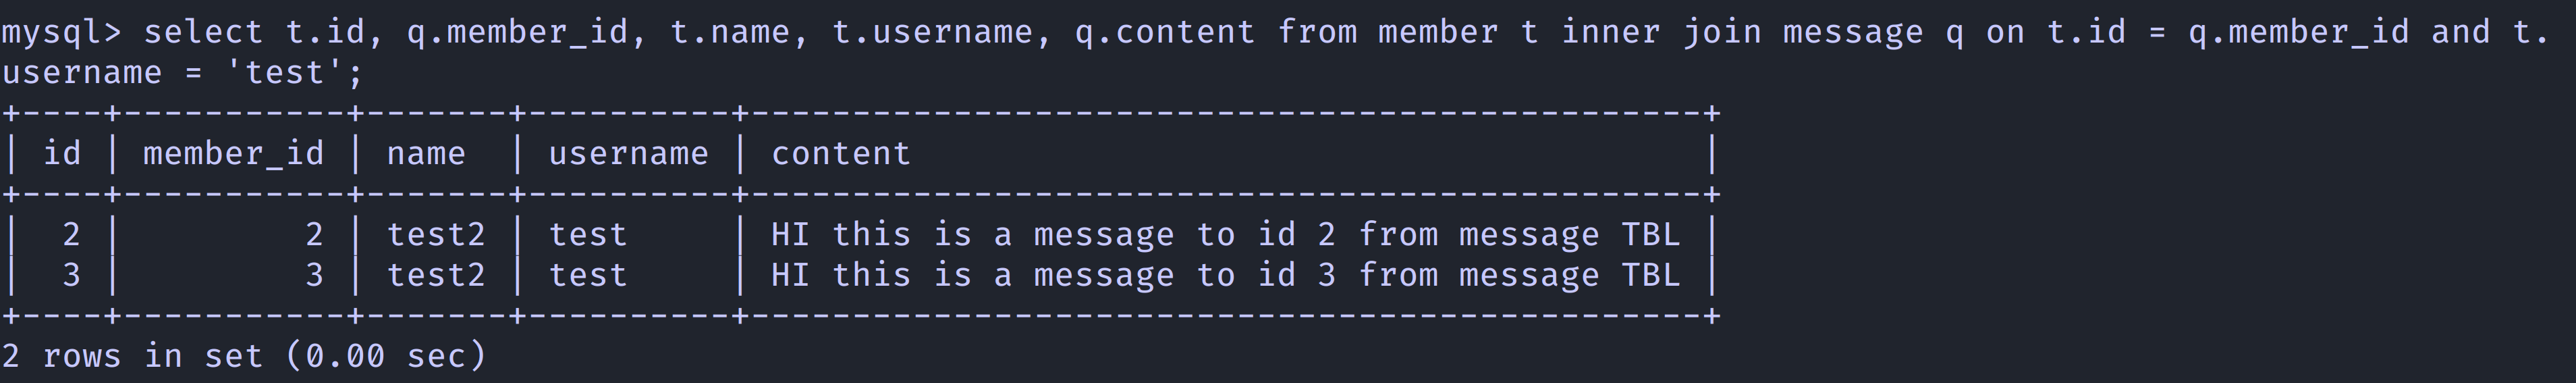 mysql> select t.id, q.member_id, t.name, t.username, q.content from member t inner join message q on t.id = q.member_id and t.
username = 'test';
+----+-----------+-------+----------+-----------------------------------------------+
| id | member_id | name  | username | content                                       |
+----+-----------+-------+----------+-----------------------------------------------+
|  2 |         2 | test2 | test     | HI this is a message to id 2 from message TBL |
|  3 |         3 | test2 | test     | HI this is a message to id 3 from message TBL |
+----+-----------+-------+----------+-----------------------------------------------+
2 rows in set (0.00 sec)